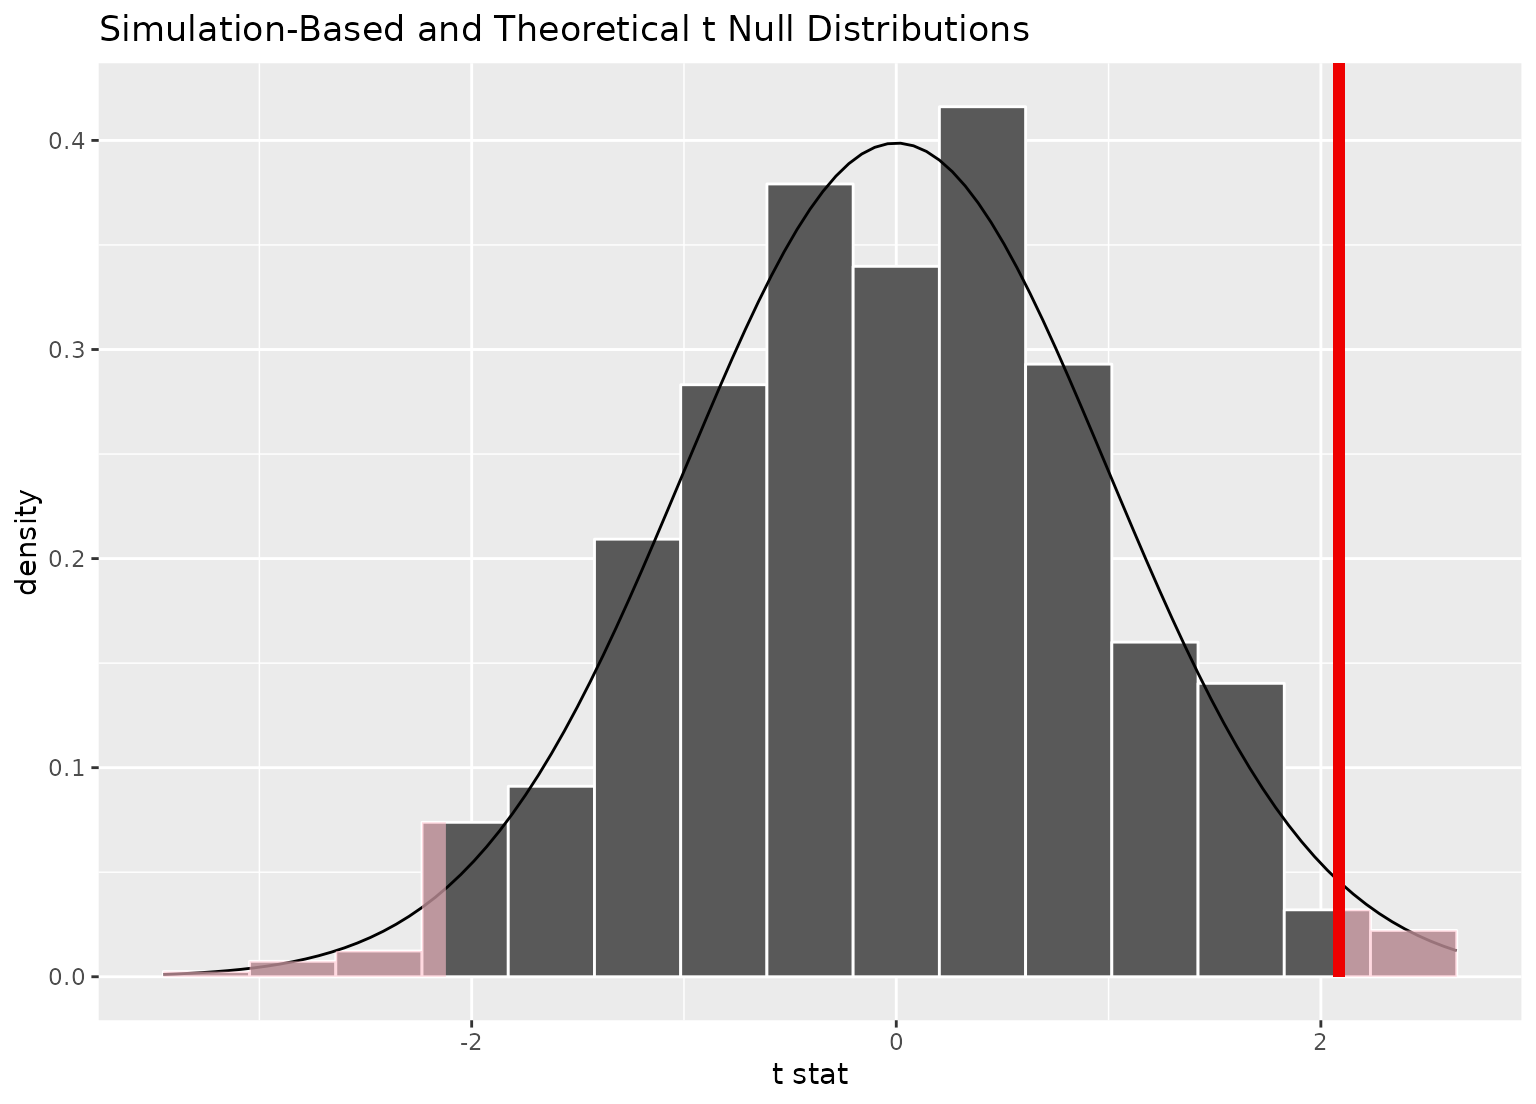 Simulation-Based and Theoretical t Null Distributions
density
0.4
0.3
0.2
0.1
0.0
-2
0
2
t stat